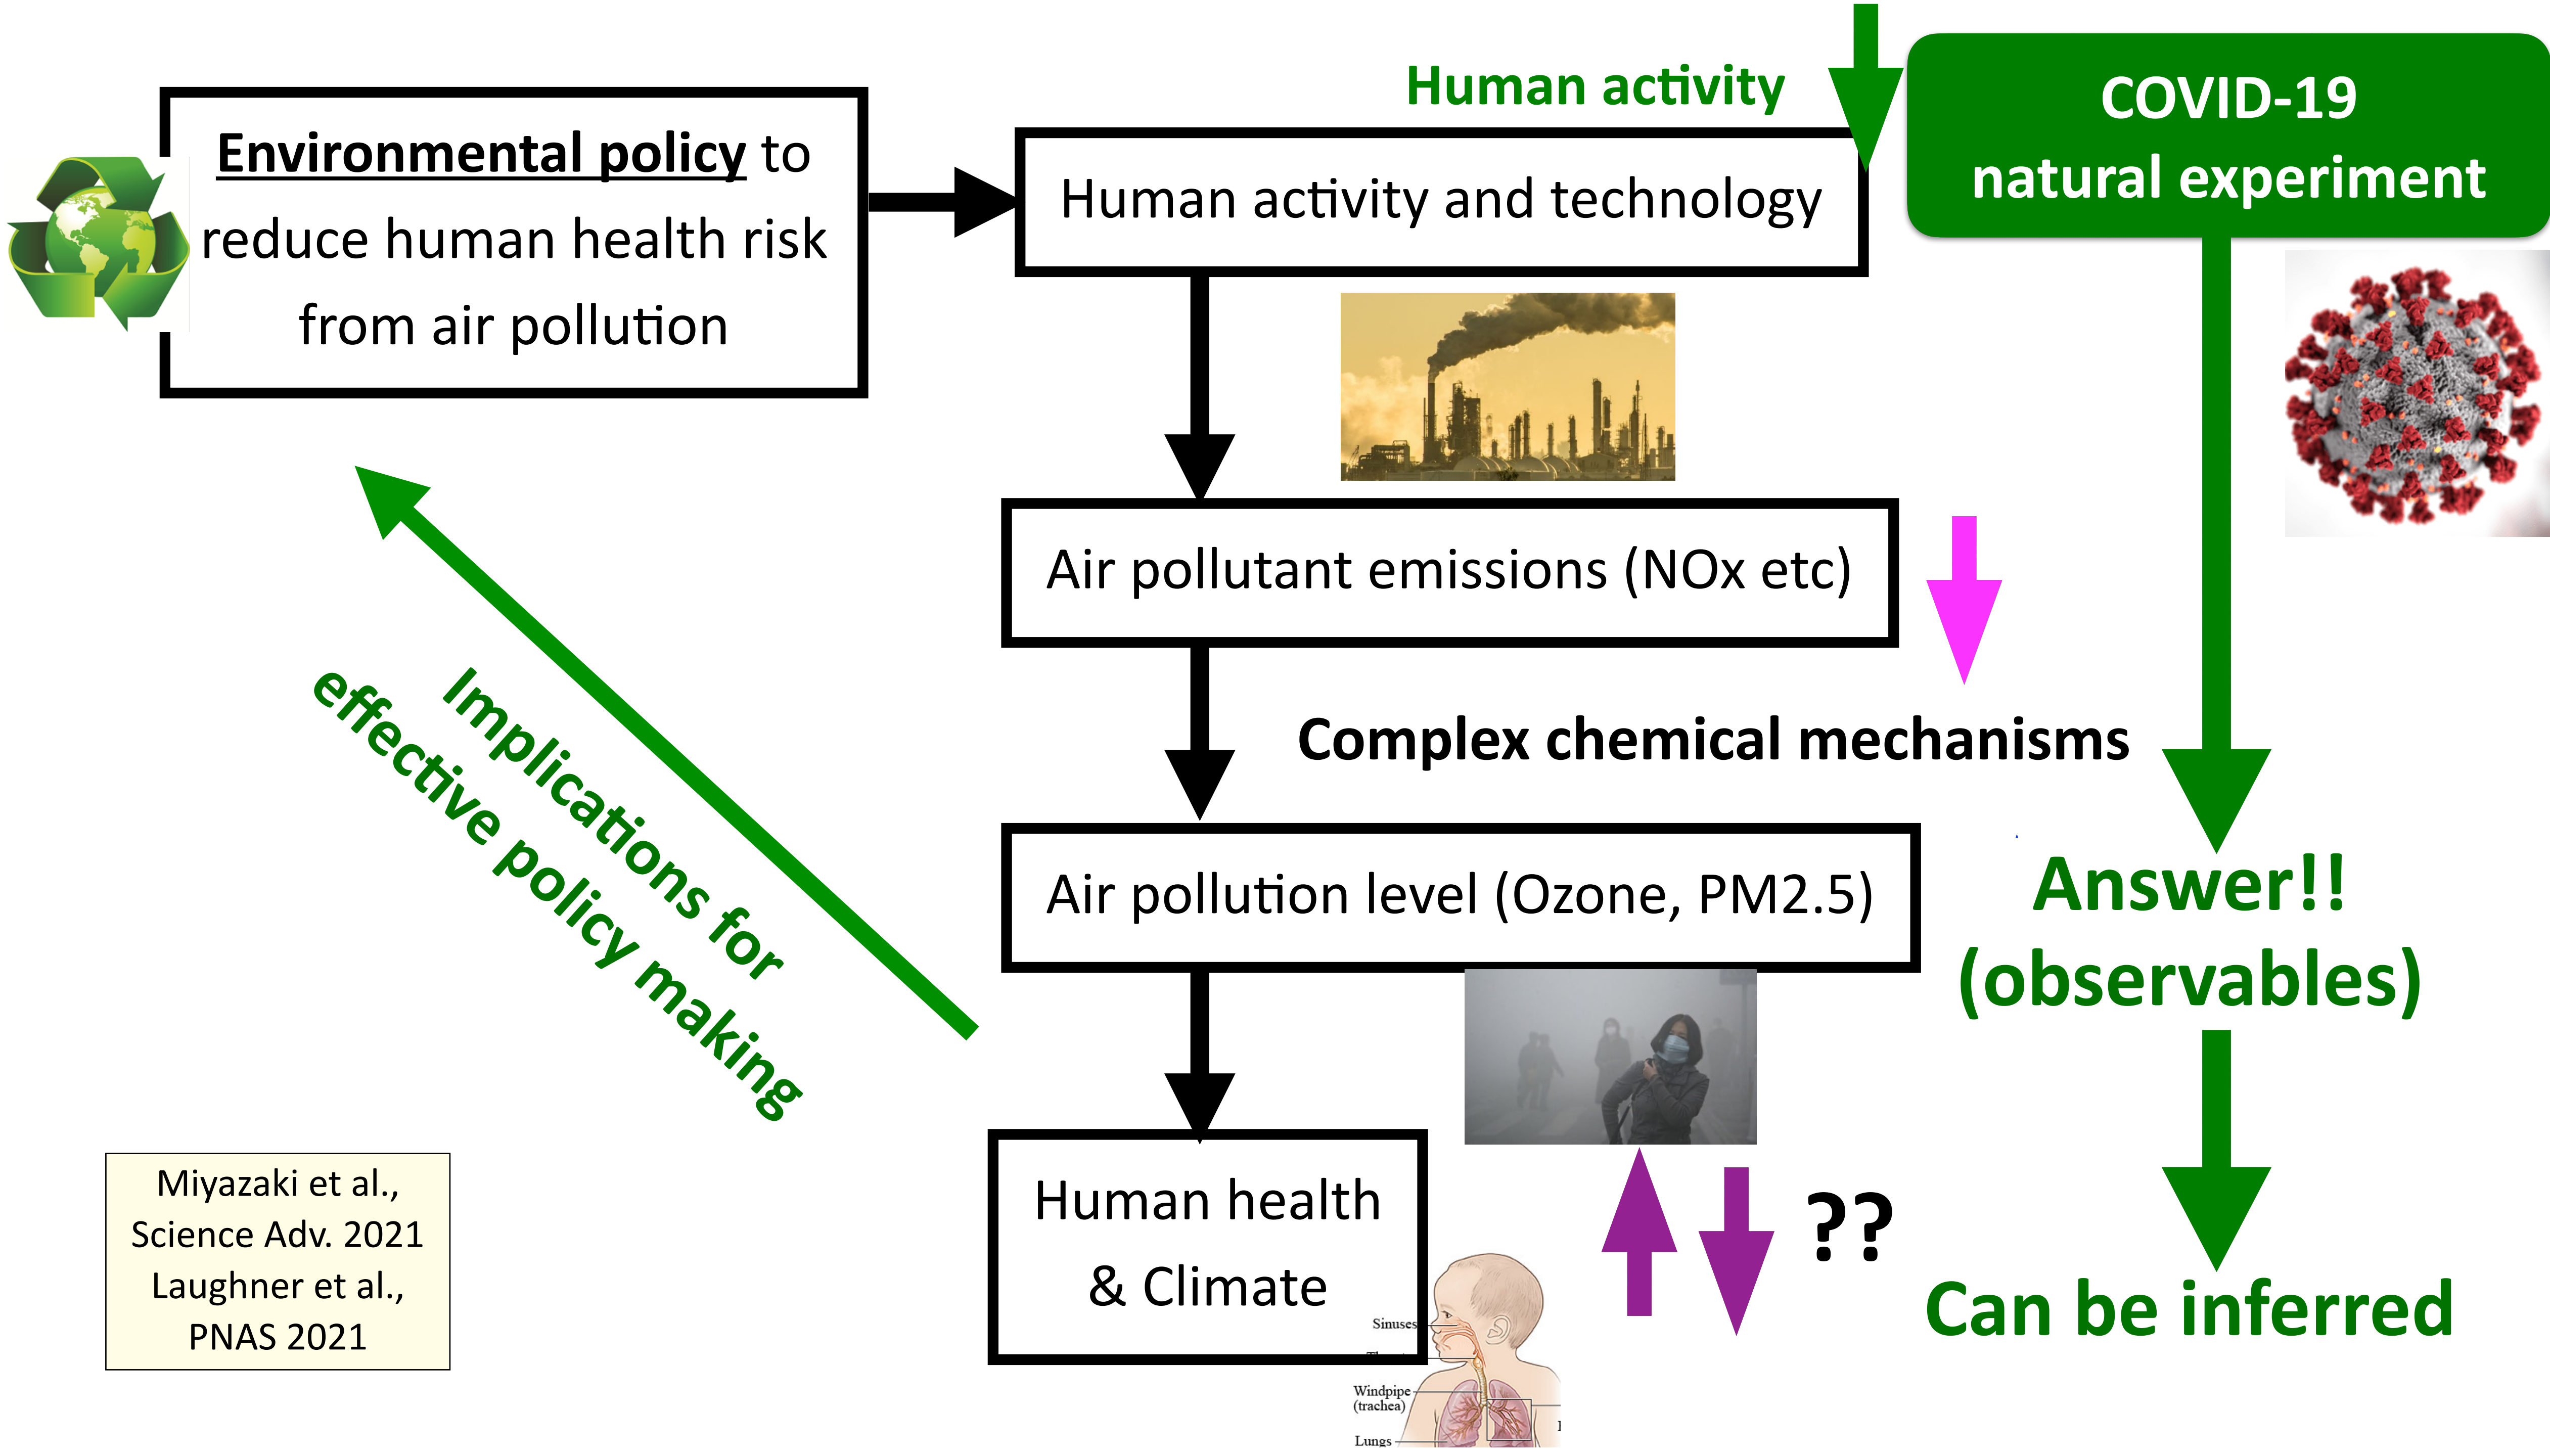 Environmental policy to
reduce human health risk
from air pollution
Human activity
Human activity and technology
COVID-19
natural experiment
Air pollutant emissions (NOx etc)
Complex chemical mechanisms
Air pollution level (Ozone, PM2.5)
Answer!!
(observables)
Implications for
effective policy making
Human health
& Climate
??
Can be inferred
Sinuses
Windpipe
(trachea)
Lungs
Miyazaki et al.,
Science Adv. 2021
Laughner et al.,
PNAS 2021